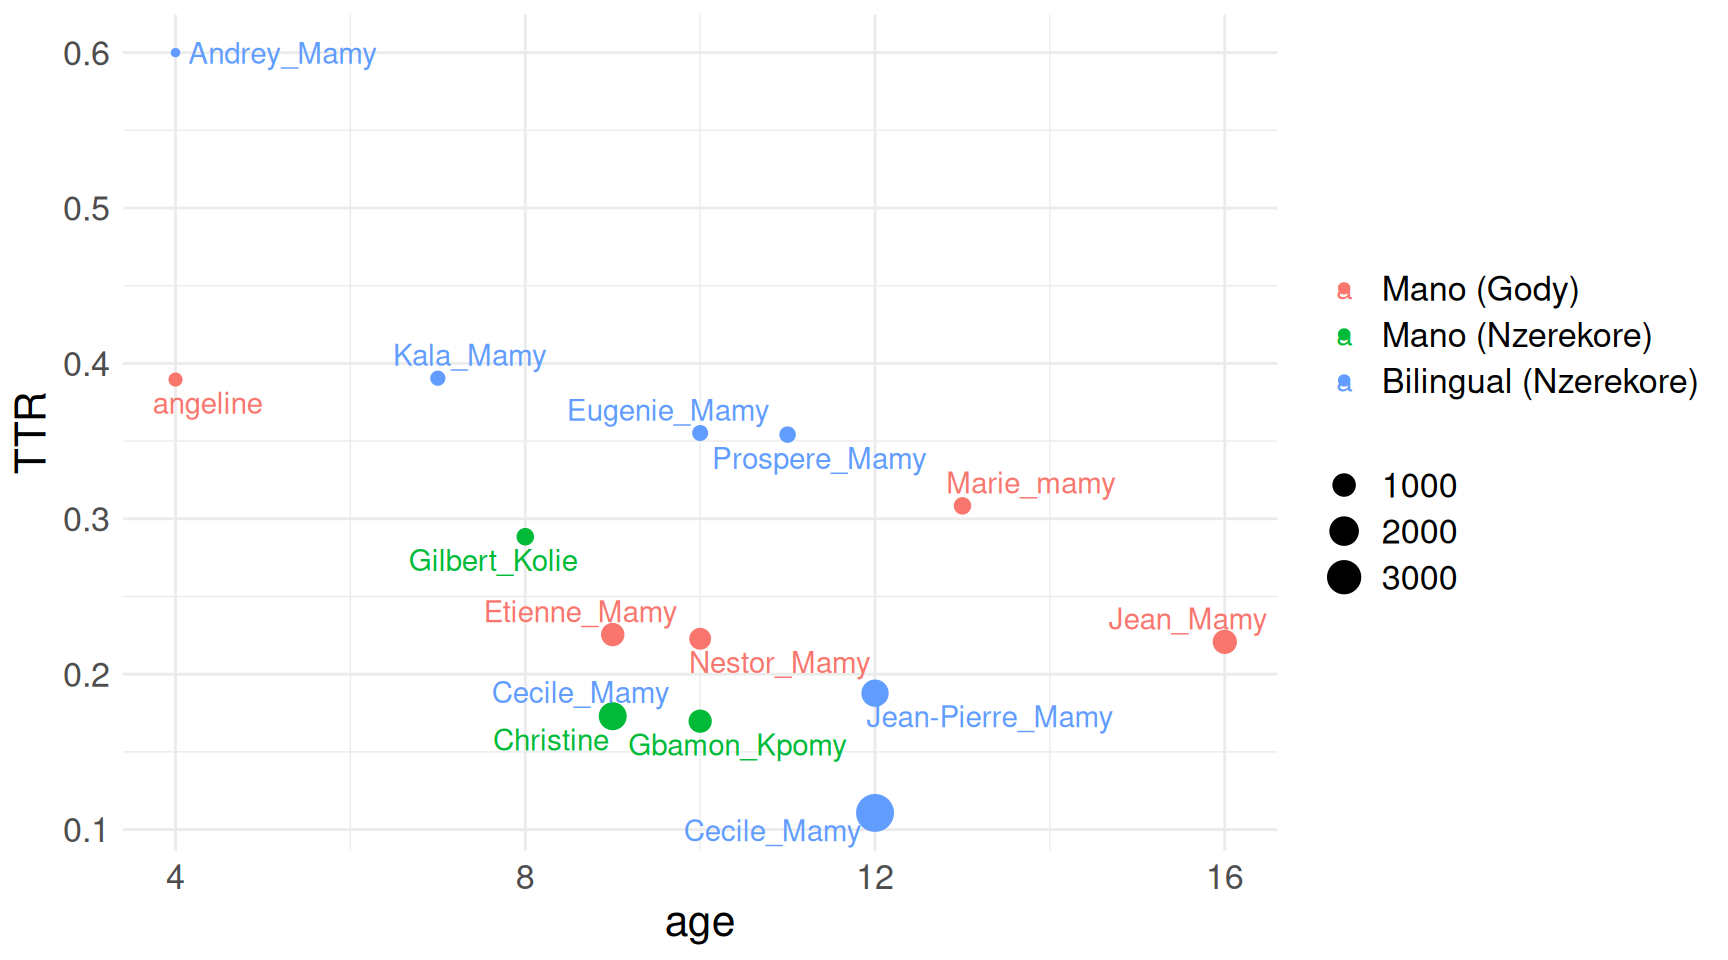 0.6
Andrey_Mamy
0.5
Kala_Mamy
0.4
angeline
Eugenie_Mamy
Prospere_Mamy
Marie_mamy
0.3
Gilbert_Kolie
Etienne_Mamy
Jean_Mamy
Nestor_Mamy
0.2
Cecile_Mamy
Jean-Pierre_Mamy
Christine
Gbamon_Kpomy
Cecile_Mamy
0.1
4 8 12 16
age
TTR
a Mano (Gody)
a Mano (Nzerekore)
a Bilingual (Nzerekore)
1000
2000
3000